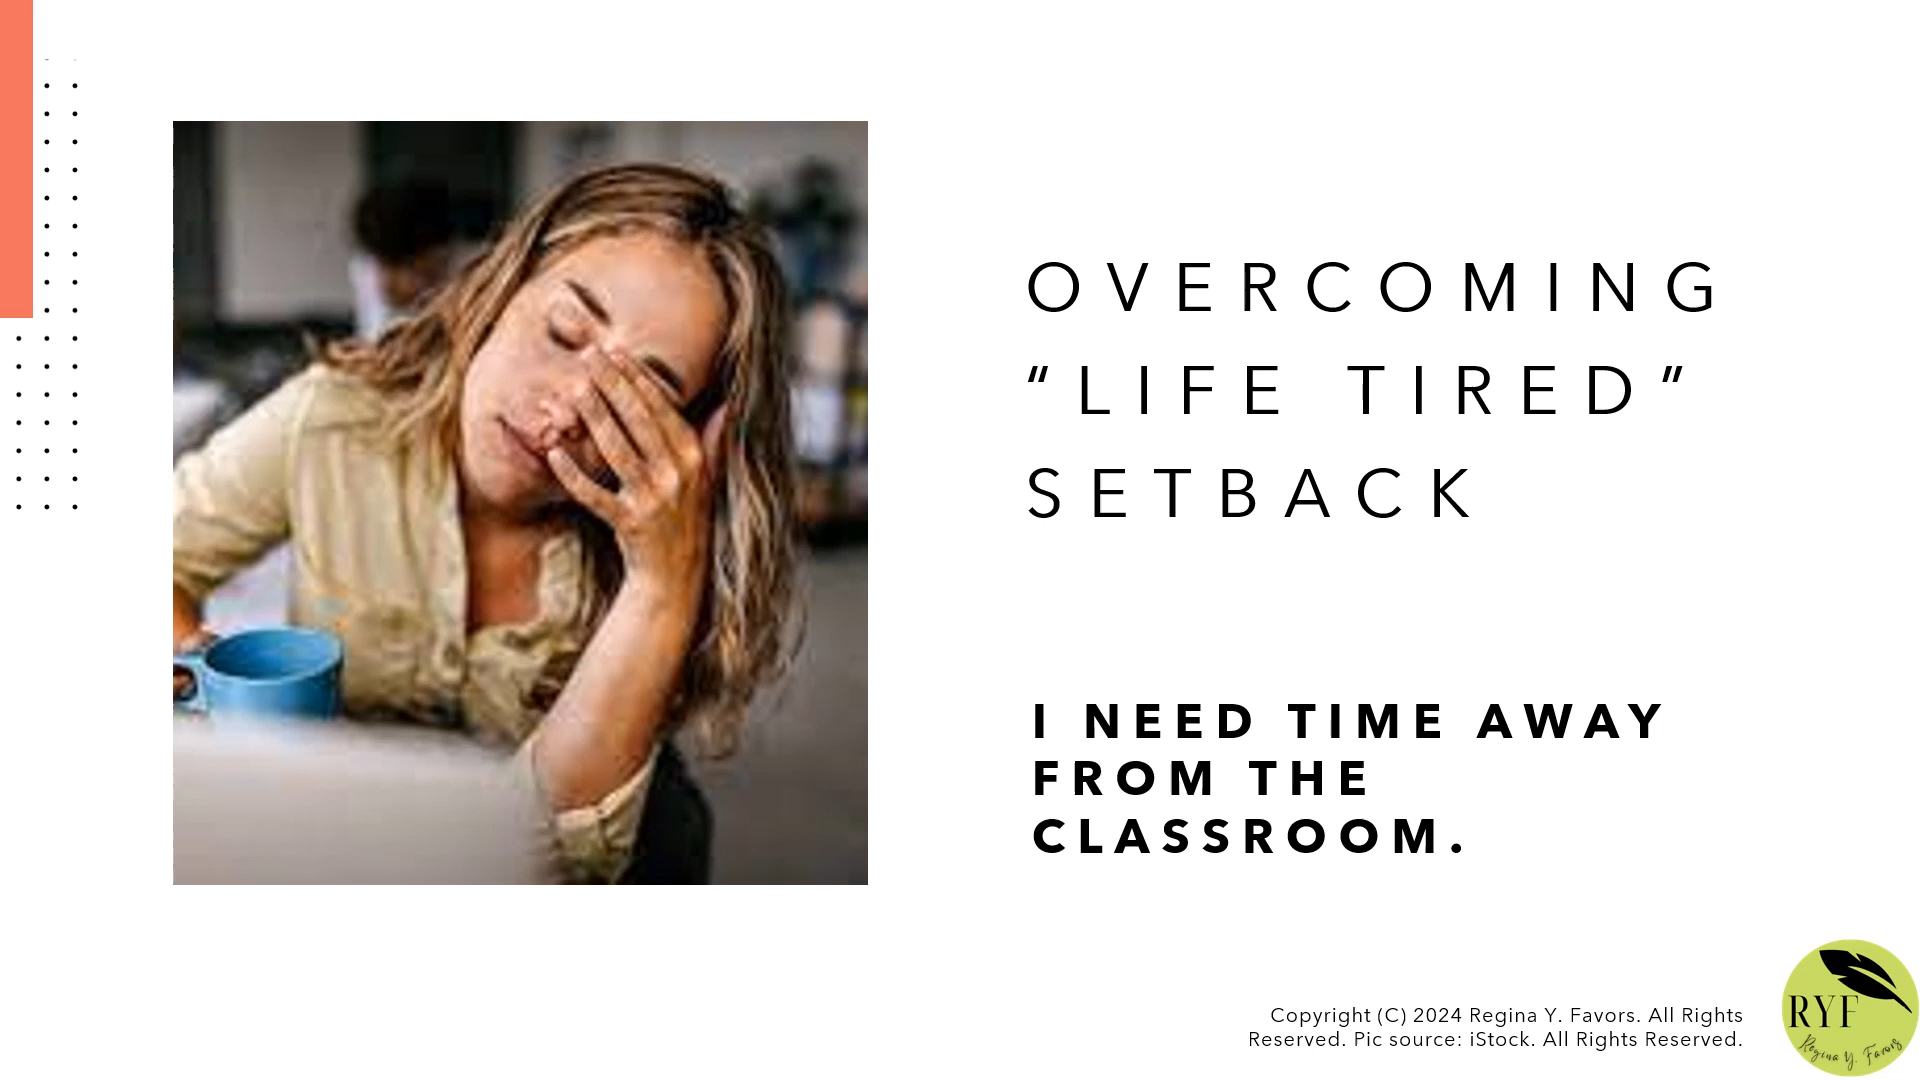 OVERCOMING
“LIFE TIRED”
SETBACK
I NEED TIME AWAY
FROM THE
CLASSROOM.
Copyright (C) 2024 Regina Y. Favors. All Rights
Reserved. Pic source: iStock. All Rights Reserved.
RYF
Regina Y. Favors